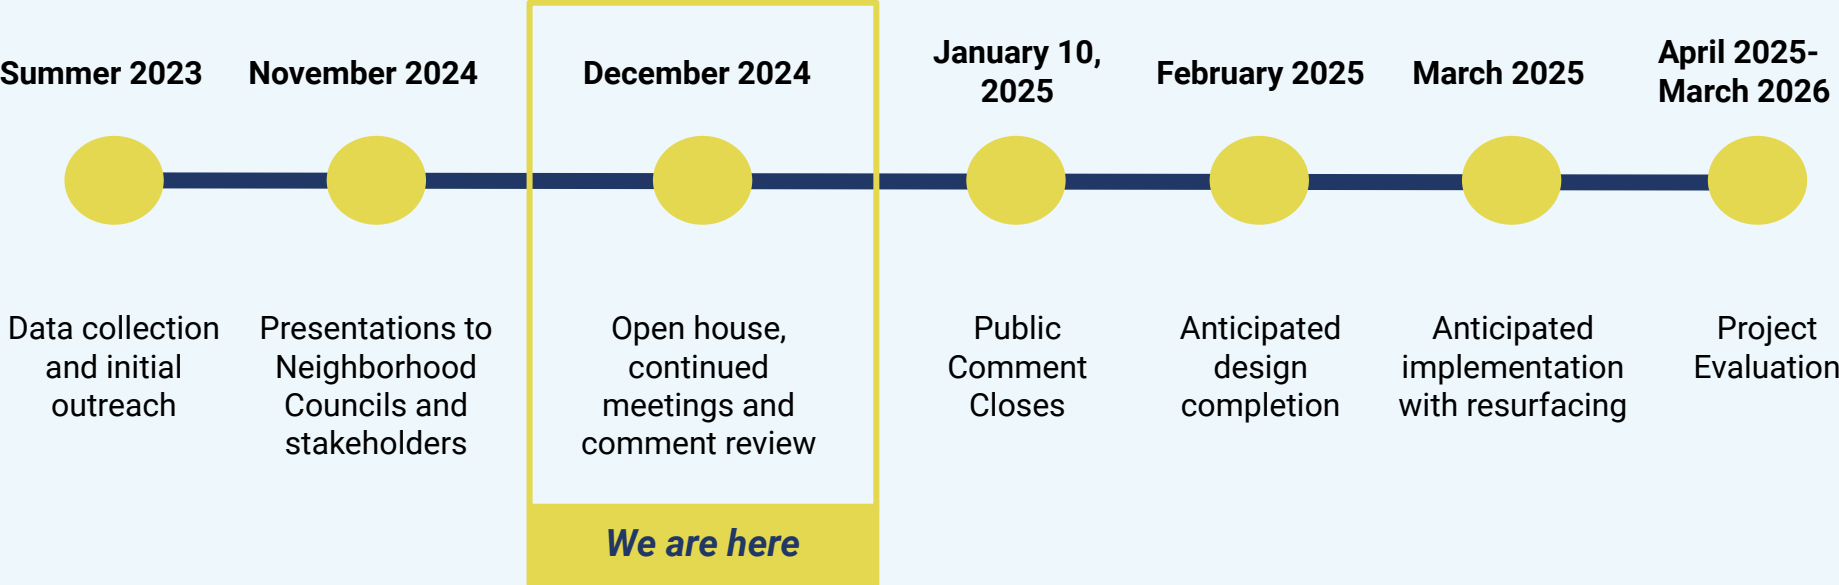 Summer 2023
Data collection
and initial
outreach
November 2024
Presentations to
Neighborhood
Councils and
stakeholders
December 2024
Open house,
continued
meetings and
comment review
We are here
January 10,
2025
Public
Comment
Closes
February 2025
Anticipated
design
completion
March 2025
Anticipated
implementation
with resurfacing
April 2025-
March 2026
Project
Evaluation